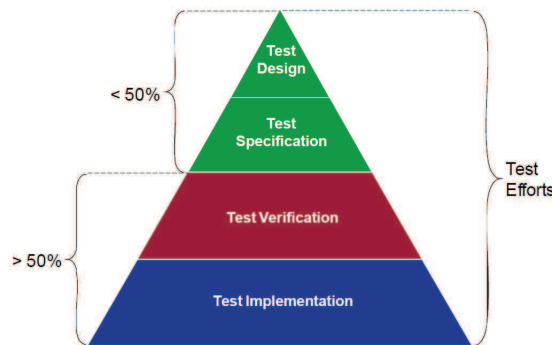 Test
Design
< 50%
Test
Specification
Test
Efforts
Test Verification
> 50%
Test Implementation